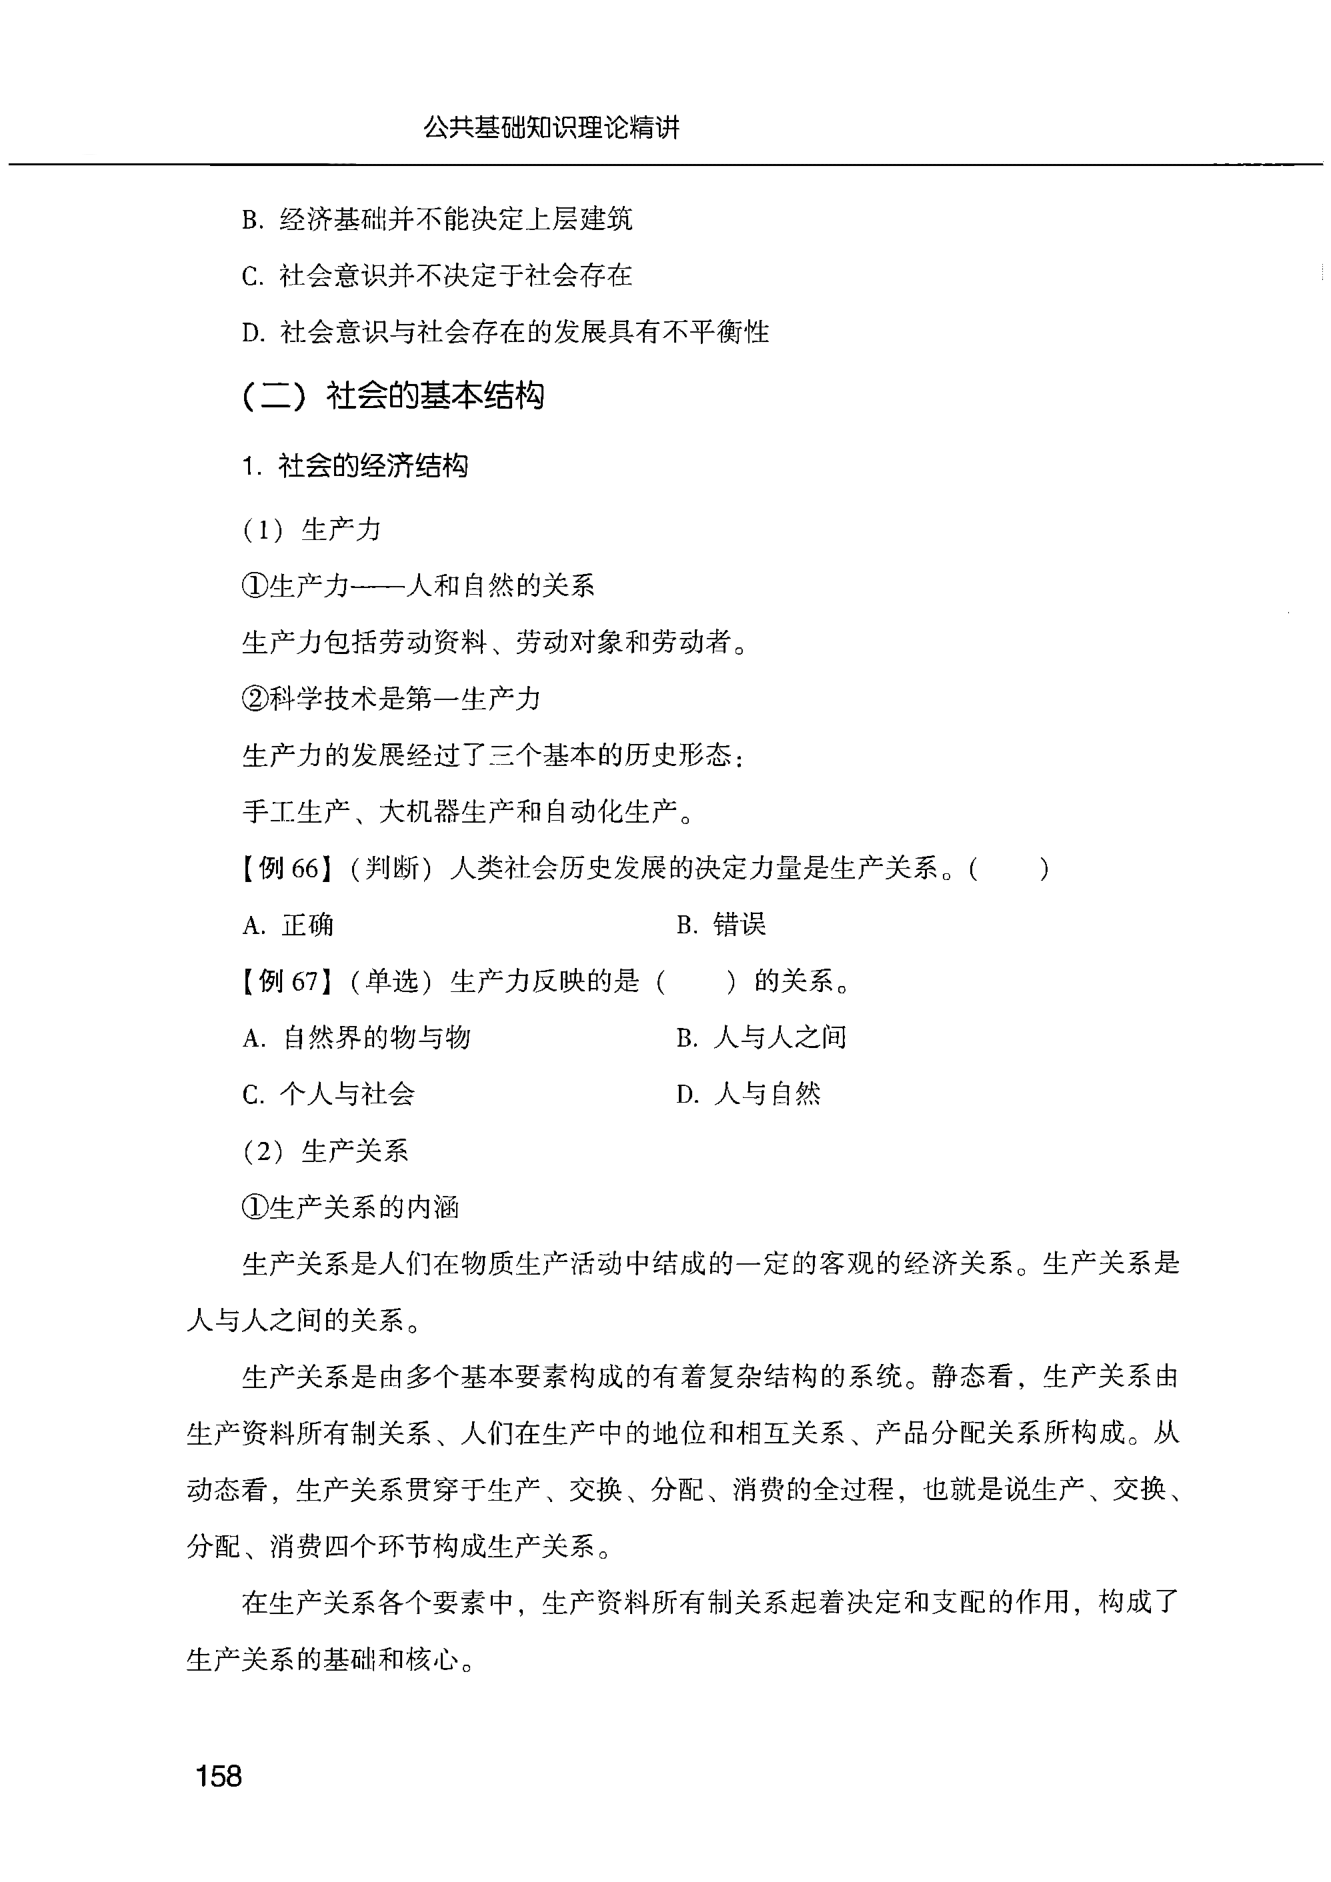 公共基础知识理论精讲
B. 经济基础并不能决定上层建筑
C. 社会意识并不决定于社会存在
D. 社会意识与社会存在的发展具有不平衡性
(二) 社会的基本结构
1. 社会的经济结构
(1) 生产力
①生产力——人和自然的关系
生产力包括劳动资料、劳动对象和劳动者。
②科学技术是第一生产力
生产力的发展经过了三个基本的历史形态：
手工生产、大机器生产和自动化生产。
【例 66】(判断) 人类社会历史发展的决定力量是生产关系。(　　)
A. 正确　　B. 错误
【例 67】(单选) 生产力反映的是 (　　) 的关系。
A. 自然界的物与物　　B. 人与人之间
C. 个人与社会　　D. 人与自然
(2) 生产关系
①生产关系的内涵
生产关系是人们在物质生产活动中结成的一定的客观的经济关系。生产关系是
人与人之间的关系。
生产关系是由多个基本要素构成的有着复杂结构的系统。静态看，生产关系由
生产资料所有制关系、人们在生产中的地位和相互关系、产品分配关系所构成。从
动态看，生产关系贯穿于生产、交换、分配、消费的全过程，也就是说生产、交换、
分配、消费四个环节构成生产关系。
在生产关系各个要素中，生产资料所有制关系起着决定和支配的作用，构成了
生产关系的基础和核心。
158